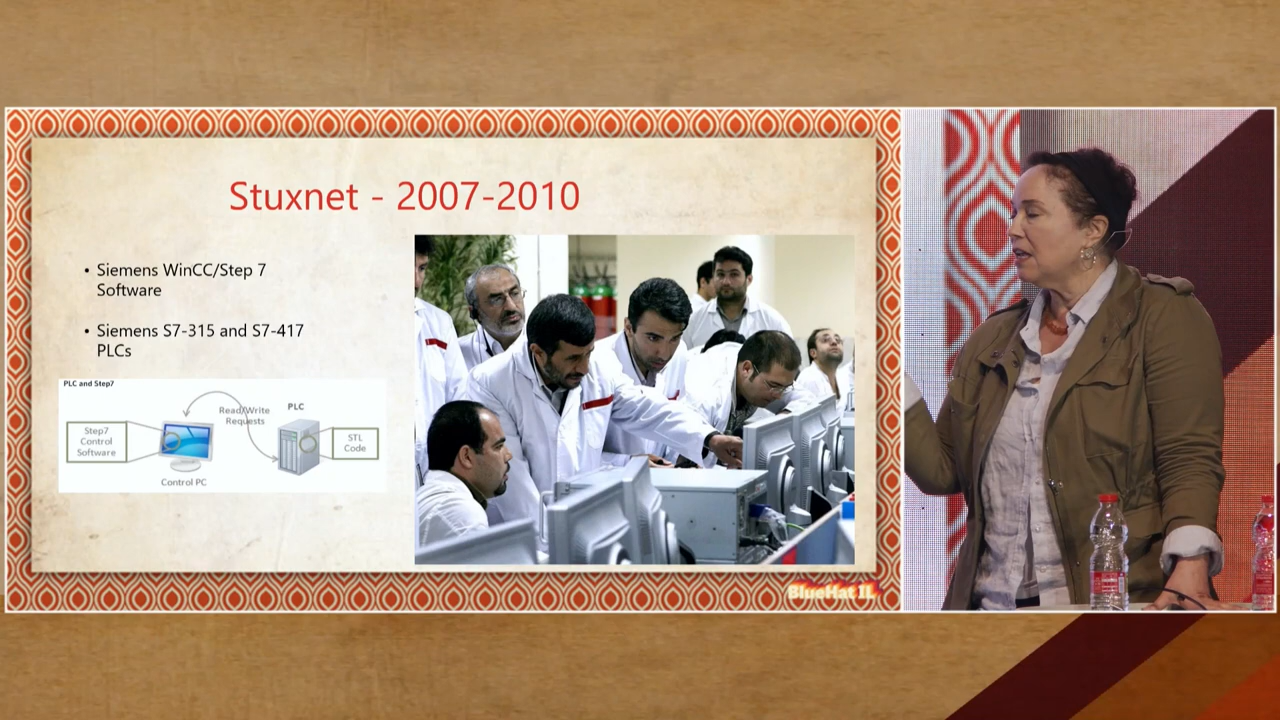 Stuxnet - 2007-2010
• Siemens WinCC/Step 7
Software
• Siemens S7-315 and S7-417
PLCs
PLC and Step7
Read/Write
Requests
PLC
Step7
Control
Software
STL
Code
Control PC
BlueHat IL